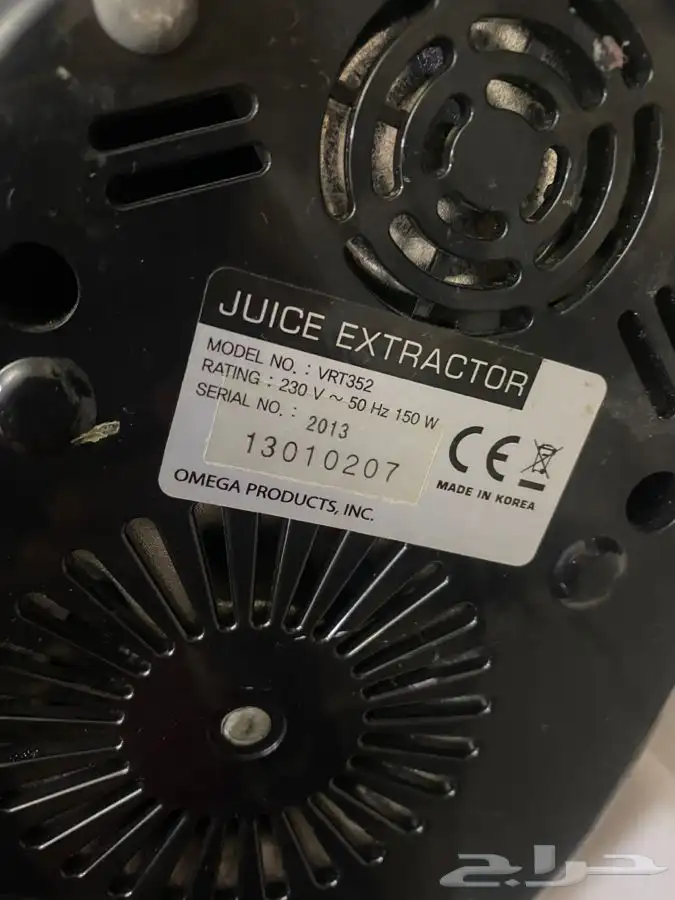 JUICE EXTRACTOR
MODEL NO. : VRT352
RATING : 230 V ~ 50 Hz 150 W
SERIAL NO. :
2013
13010207
CE
MADE IN KOREA
OMEGA PRODUCTS, INC.
حراج